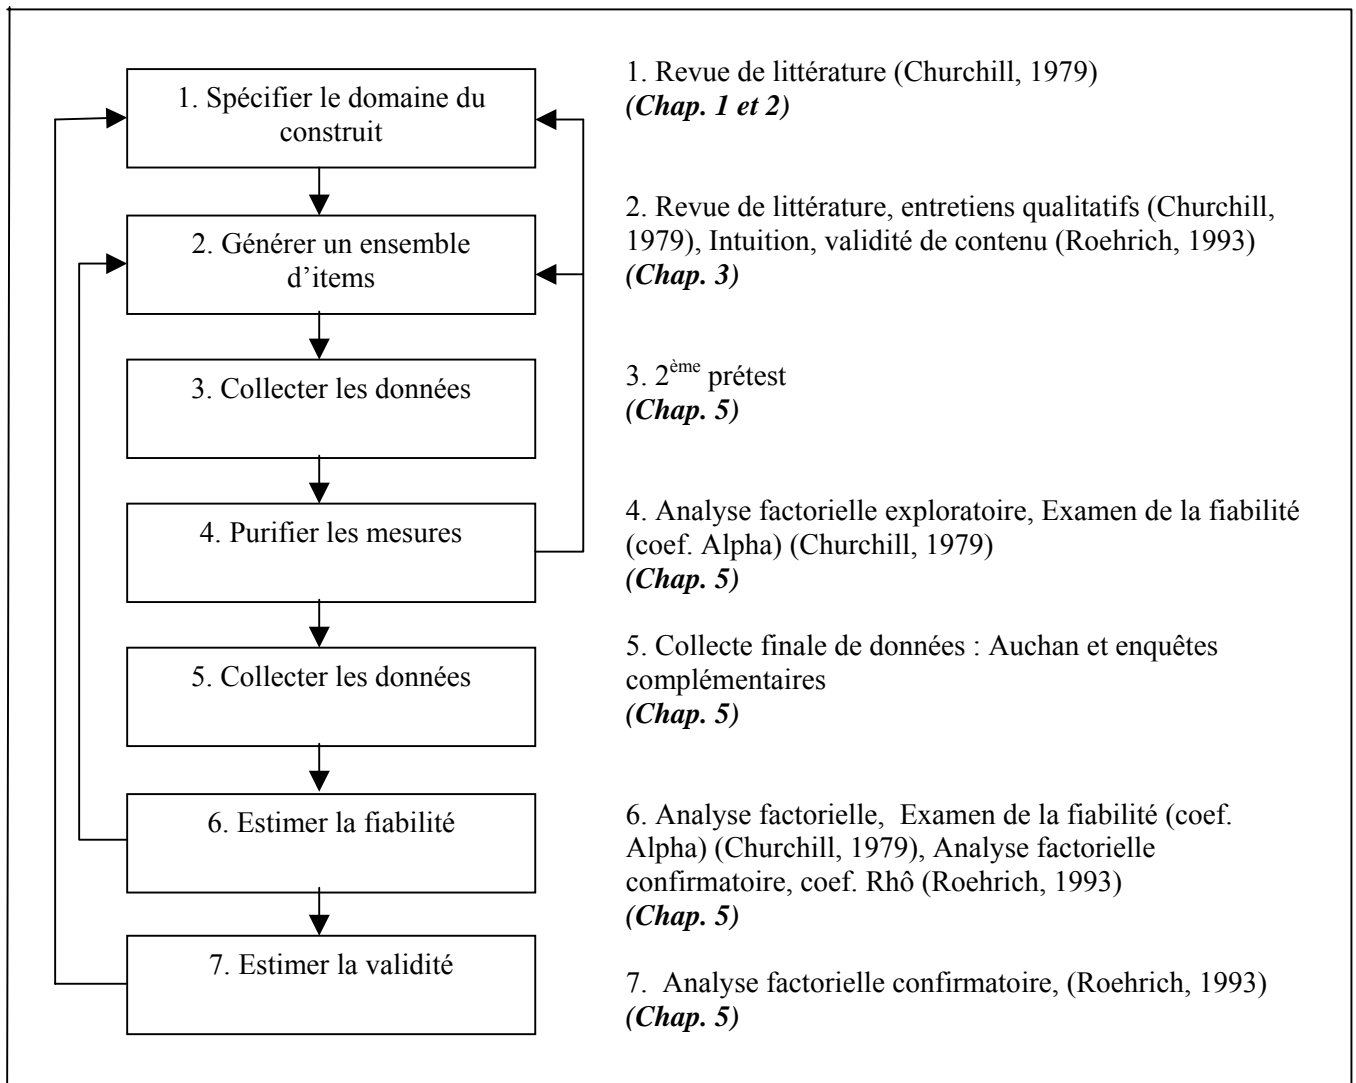 1. Spécifier le domaine du
construit
1. Revue de littérature (Churchill, 1979)
(Chap. 1 et 2)
2. Générer un ensemble
d’items
2. Revue de littérature, entretiens qualitatifs (Churchill,
1979), Intuition, validité de contenu (Roehrich, 1993)
(Chap. 3)
3. Collecter les données
3. 2ème prétest
(Chap. 5)
4. Purifier les mesures
4. Analyse factorielle exploratoire, Examen de la fiabilité
(coef. Alpha) (Churchill, 1979)
(Chap. 5)
5. Collecter les données
5. Collecte finale de données : Auchan et enquêtes
complémentaires
(Chap. 5)
6. Estimer la fiabilité
6. Analyse factorielle, Examen de la fiabilité (coef.
Alpha) (Churchill, 1979), Analyse factorielle
confirmatoire, coef. Rhô (Roehrich, 1993)
(Chap. 5)
7. Estimer la validité
7. Analyse factorielle confirmatoire, (Roehrich, 1993)
(Chap. 5)